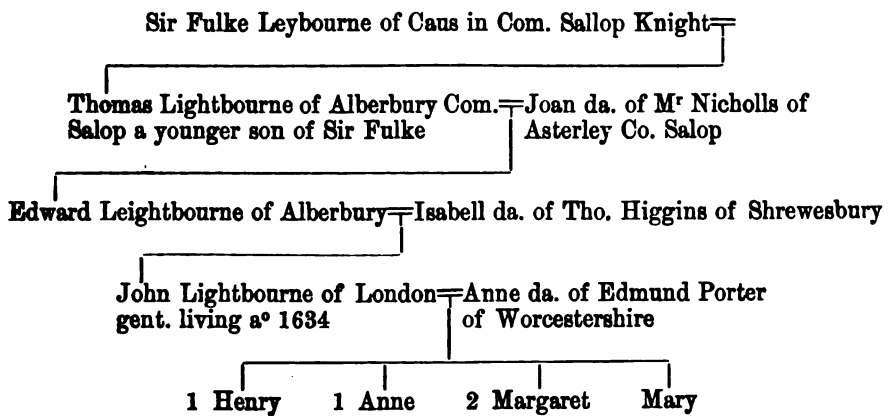 Sir Fulke Leybourne of Caus in Com. Sallop Knight
Thomas Lightbourne of Alberbury Com. Joan da. of Mr Nicholls of
Salop a younger son of Sir Fulke Asterley Co. Salop
Edward Leightbourne of Alberbury Isabell da. of Tho. Higgins of Shrewesbury
John Lightbourne of London Anne da. of Edmund Porter
gent. living ao 1634 of Worcestershire
1 Henry 1 Anne 2 Margaret Mary